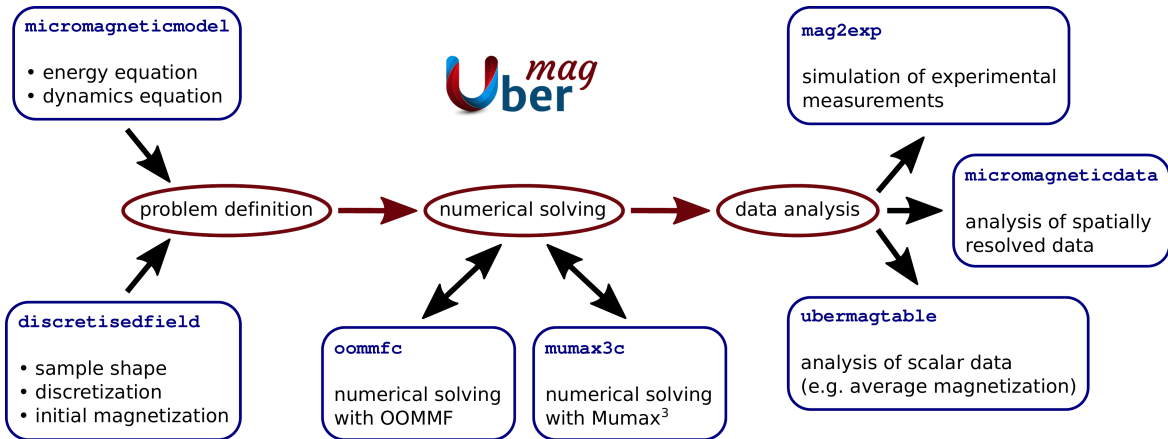 micromagneticmodel
• energy equation
• dynamics equation
Uber mag
mag2exp
simulation of experimental
measurements
problem definition
numerical solving
data analysis
micromagneticdata
analysis of spatially
resolved data
discretisedfield
• sample shape
• discretization
• initial magnetization
oommfc
numerical solving
with OOMMF
mumax3c
numerical solving
with Mumax³
ubermagtable
analysis of scalar data
(e.g. average magnetization)